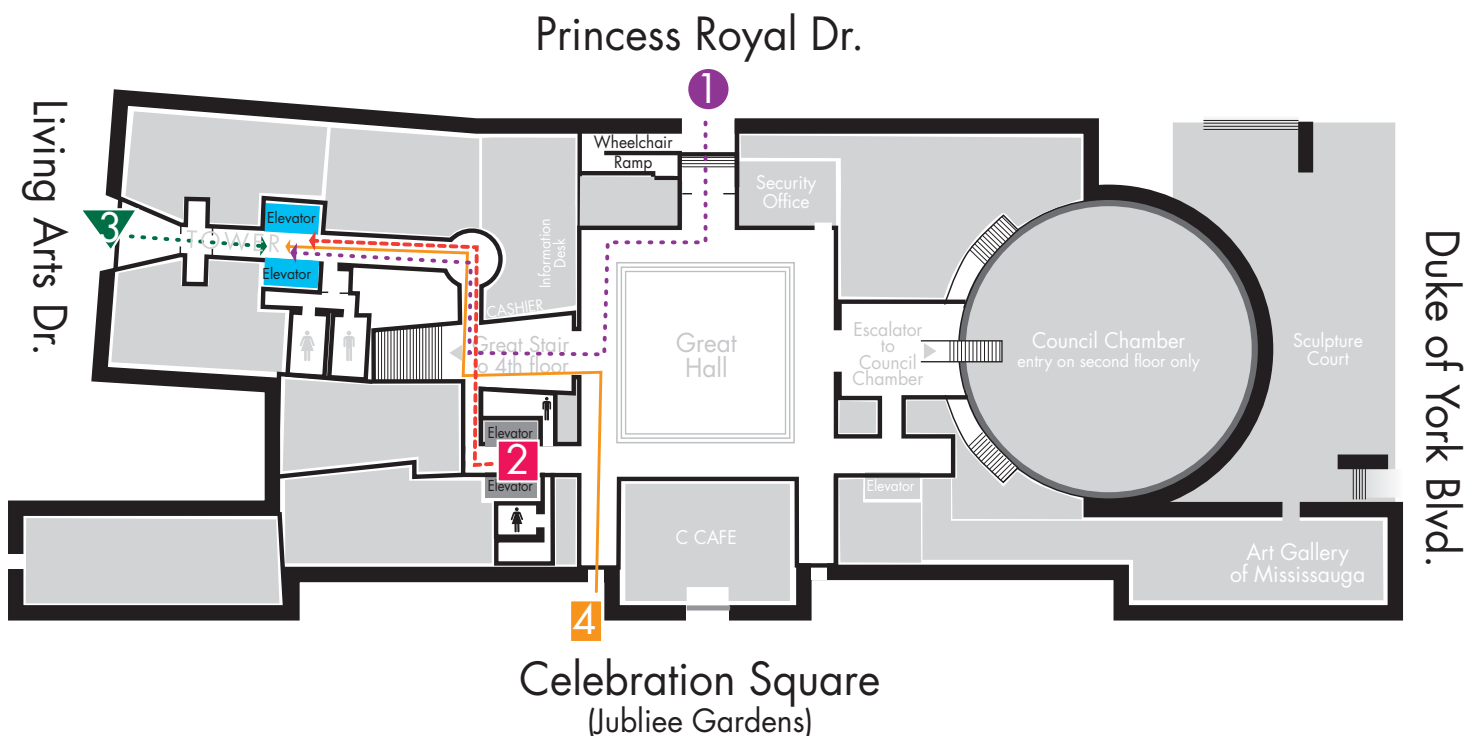 Princess Royal Dr.
1
Living Arts Dr.
Wheelchair
Ramp
Security
Office
3
Elevator
TOWER
Elevator
Information
Desk
CASHIER
Great Stair
to 4th floor
Great
Hall
Escalator
to
Council
Chamber
Council Chamber
entry on second floor only
Sculpture
Court
Duke of York Blvd.
Elevator
2
Elevator
Elevator
C CAFE
Art Gallery
of Mississauga
4
Celebration Square
(Jubliee Gardens)